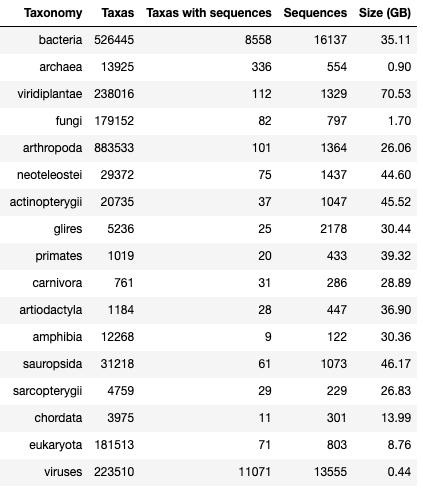 Taxonomy Taxas Taxas with sequences Sequences Size (GB)
bacteria 526445 8558 16137 35.11
archaea 13925 336 554 0.90
viridiplantae 238016 112 1329 70.53
fungi 179152 82 797 1.70
arthropoda 883533 101 1364 26.06
neoteleostei 29372 75 1437 44.60
actinopterygii 20735 37 1047 45.52
glires 5236 25 2178 30.44
primates 1019 20 433 39.32
carnivora 761 31 286 28.89
artiodactyla 1184 28 447 36.90
amphibia 12268 9 122 30.36
sauropsida 31218 61 1073 46.17
sarcopterygii 4759 29 229 26.83
chordata 3975 11 301 13.99
eukaryota 181513 71 803 8.76
viruses 223510 11071 13555 0.44